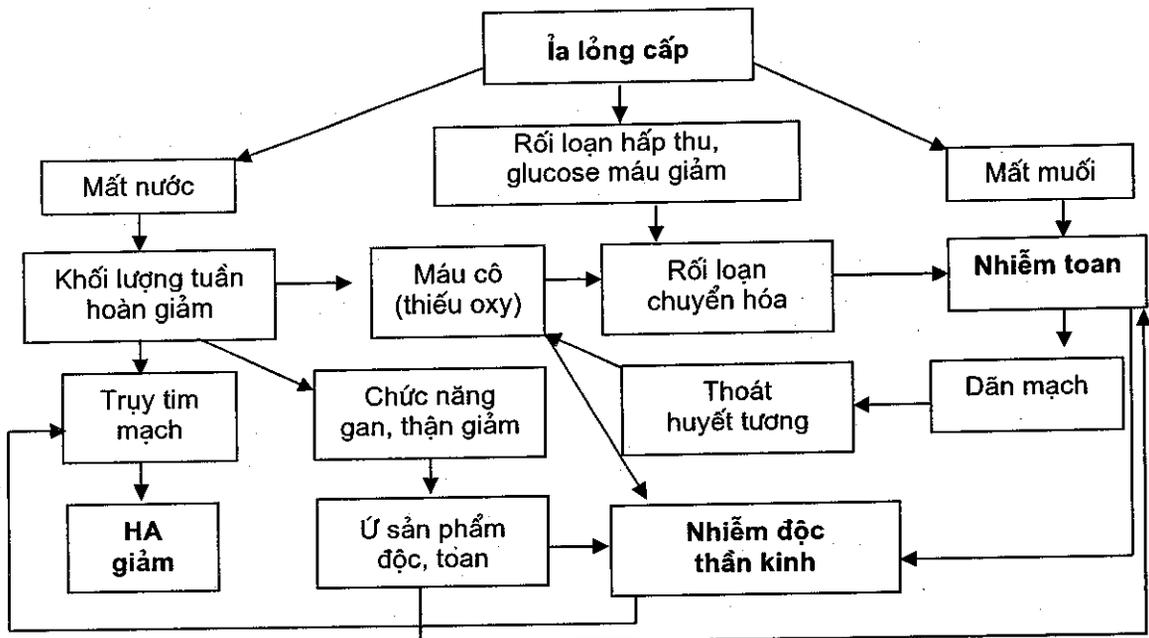 Ỉa lỏng cấp
Rối loạn hấp thu,
glucose máu giảm
Mất nước
Mất muối
Khối lượng tuần
hoàn giảm
Máu cô
(thiếu oxy)
Rối loạn
chuyển hóa
Nhiễm toan
Trụy tim
mạch
Chức năng
gan, thận giảm
Thoát
huyết tương
Dãn mạch
HA
giảm
Ứ sản phẩm
độc, toan
Nhiễm độc
thần kinh